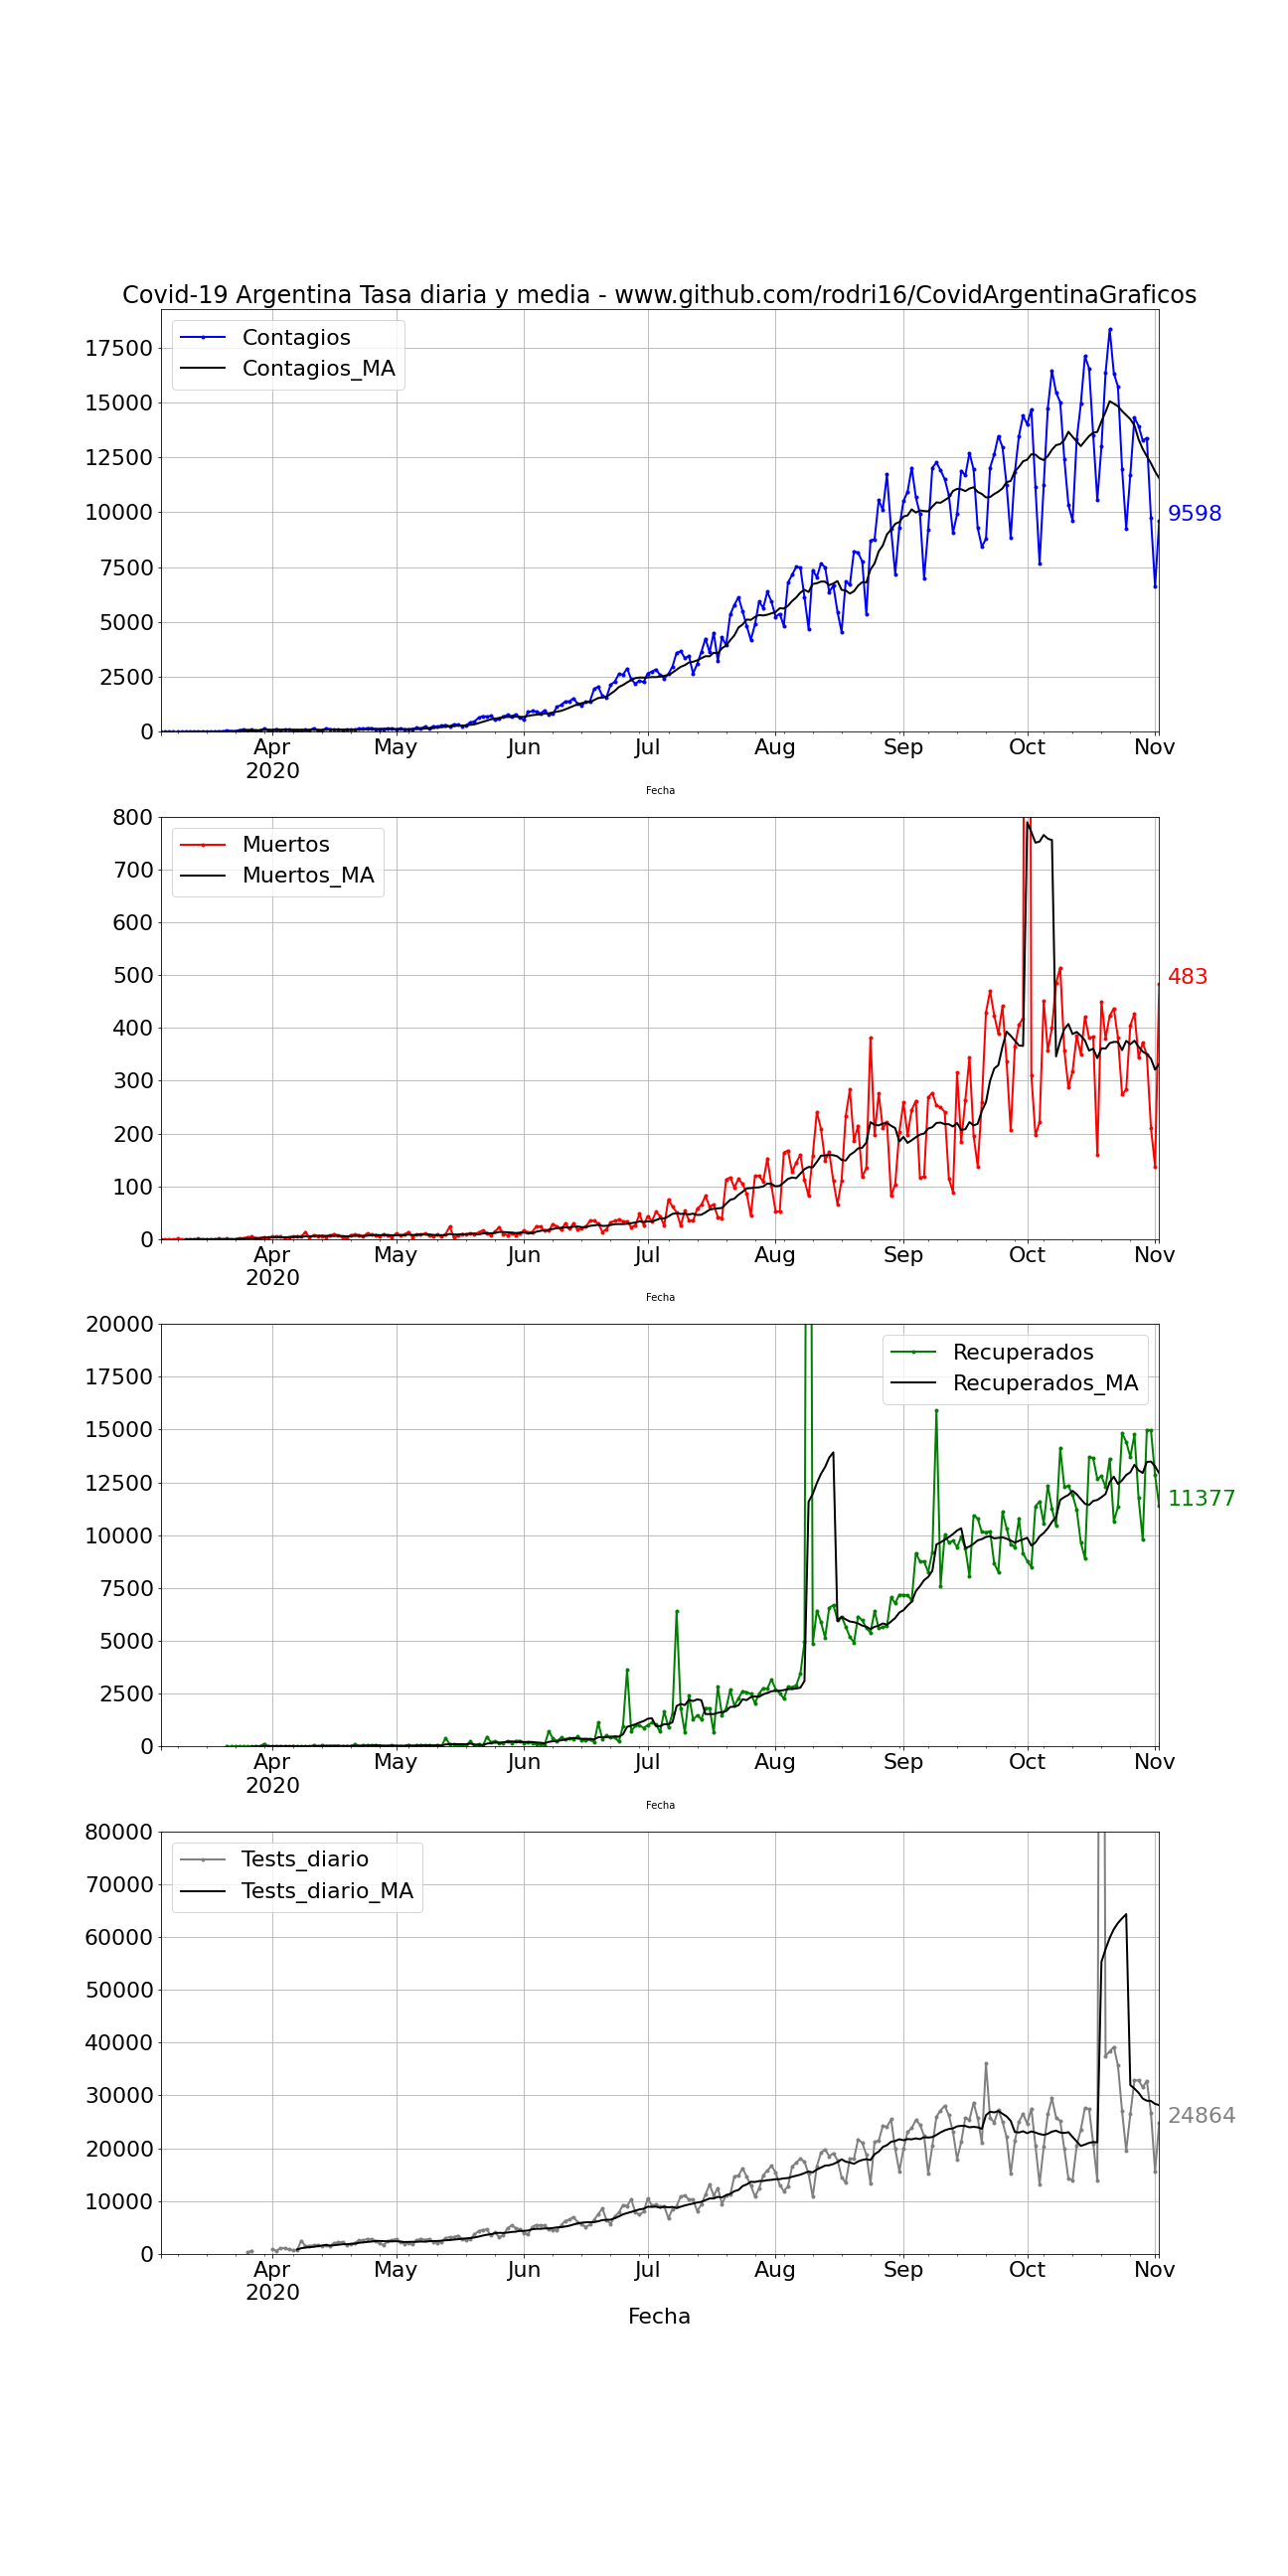 Covid-19 Argentina Tasa diaria y media - www.github.com/rodri16/CovidArgentinaGraficos
Contagios
Contagios_MA
17500
15000
12500
10000
7500
5000
2500
0
9598
Apr May Jun Jul Aug Sep Oct Nov
2020
Fecha
Muertos
Muertos_MA
800
700
600
500
400
300
200
100
0
483
Apr May Jun Jul Aug Sep Oct Nov
2020
Fecha
Recuperados
Recuperados_MA
20000
17500
15000
12500
10000
7500
5000
2500
0
11377
Apr May Jun Jul Aug Sep Oct Nov
2020
Fecha
Tests_diario
Tests_diario_MA
80000
70000
60000
50000
40000
30000
20000
10000
0
24864
Apr May Jun Jul Aug Sep Oct Nov
2020
Fecha